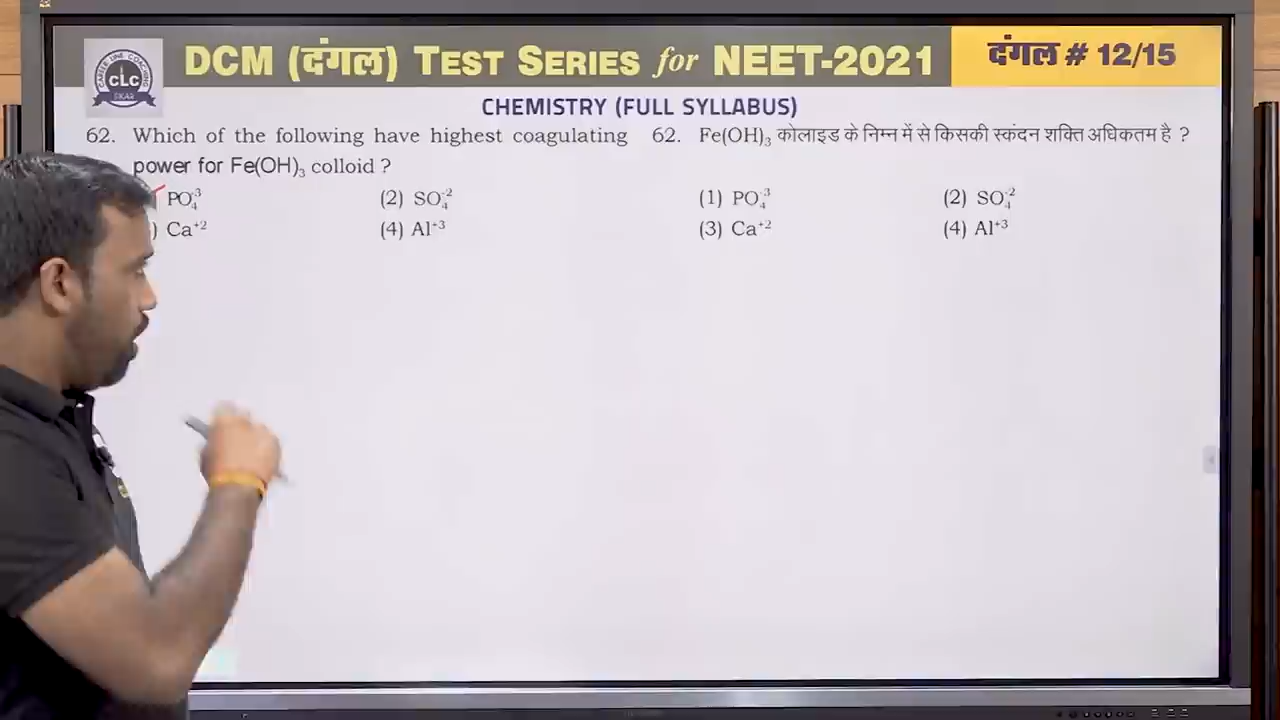 DCM (दंगल) TEST SERIES for NEET-2021
दंगल # 12/15
CLC
SIKAR
CHEMISTRY (FULL SYLLABUS)
62. Which of the following have highest coagulating
power for Fe(OH)₃ colloid ?
PO₄⁻³ (2) SO₄⁻²
) Ca⁺² (4) Al⁺³
62. Fe(OH)₃ कोलाइड के निम्न में से किसकी स्कंदन शक्ति अधिकतम है ?
(1) PO₄⁻³ (2) SO₄⁻²
(3) Ca⁺² (4) Al⁺³